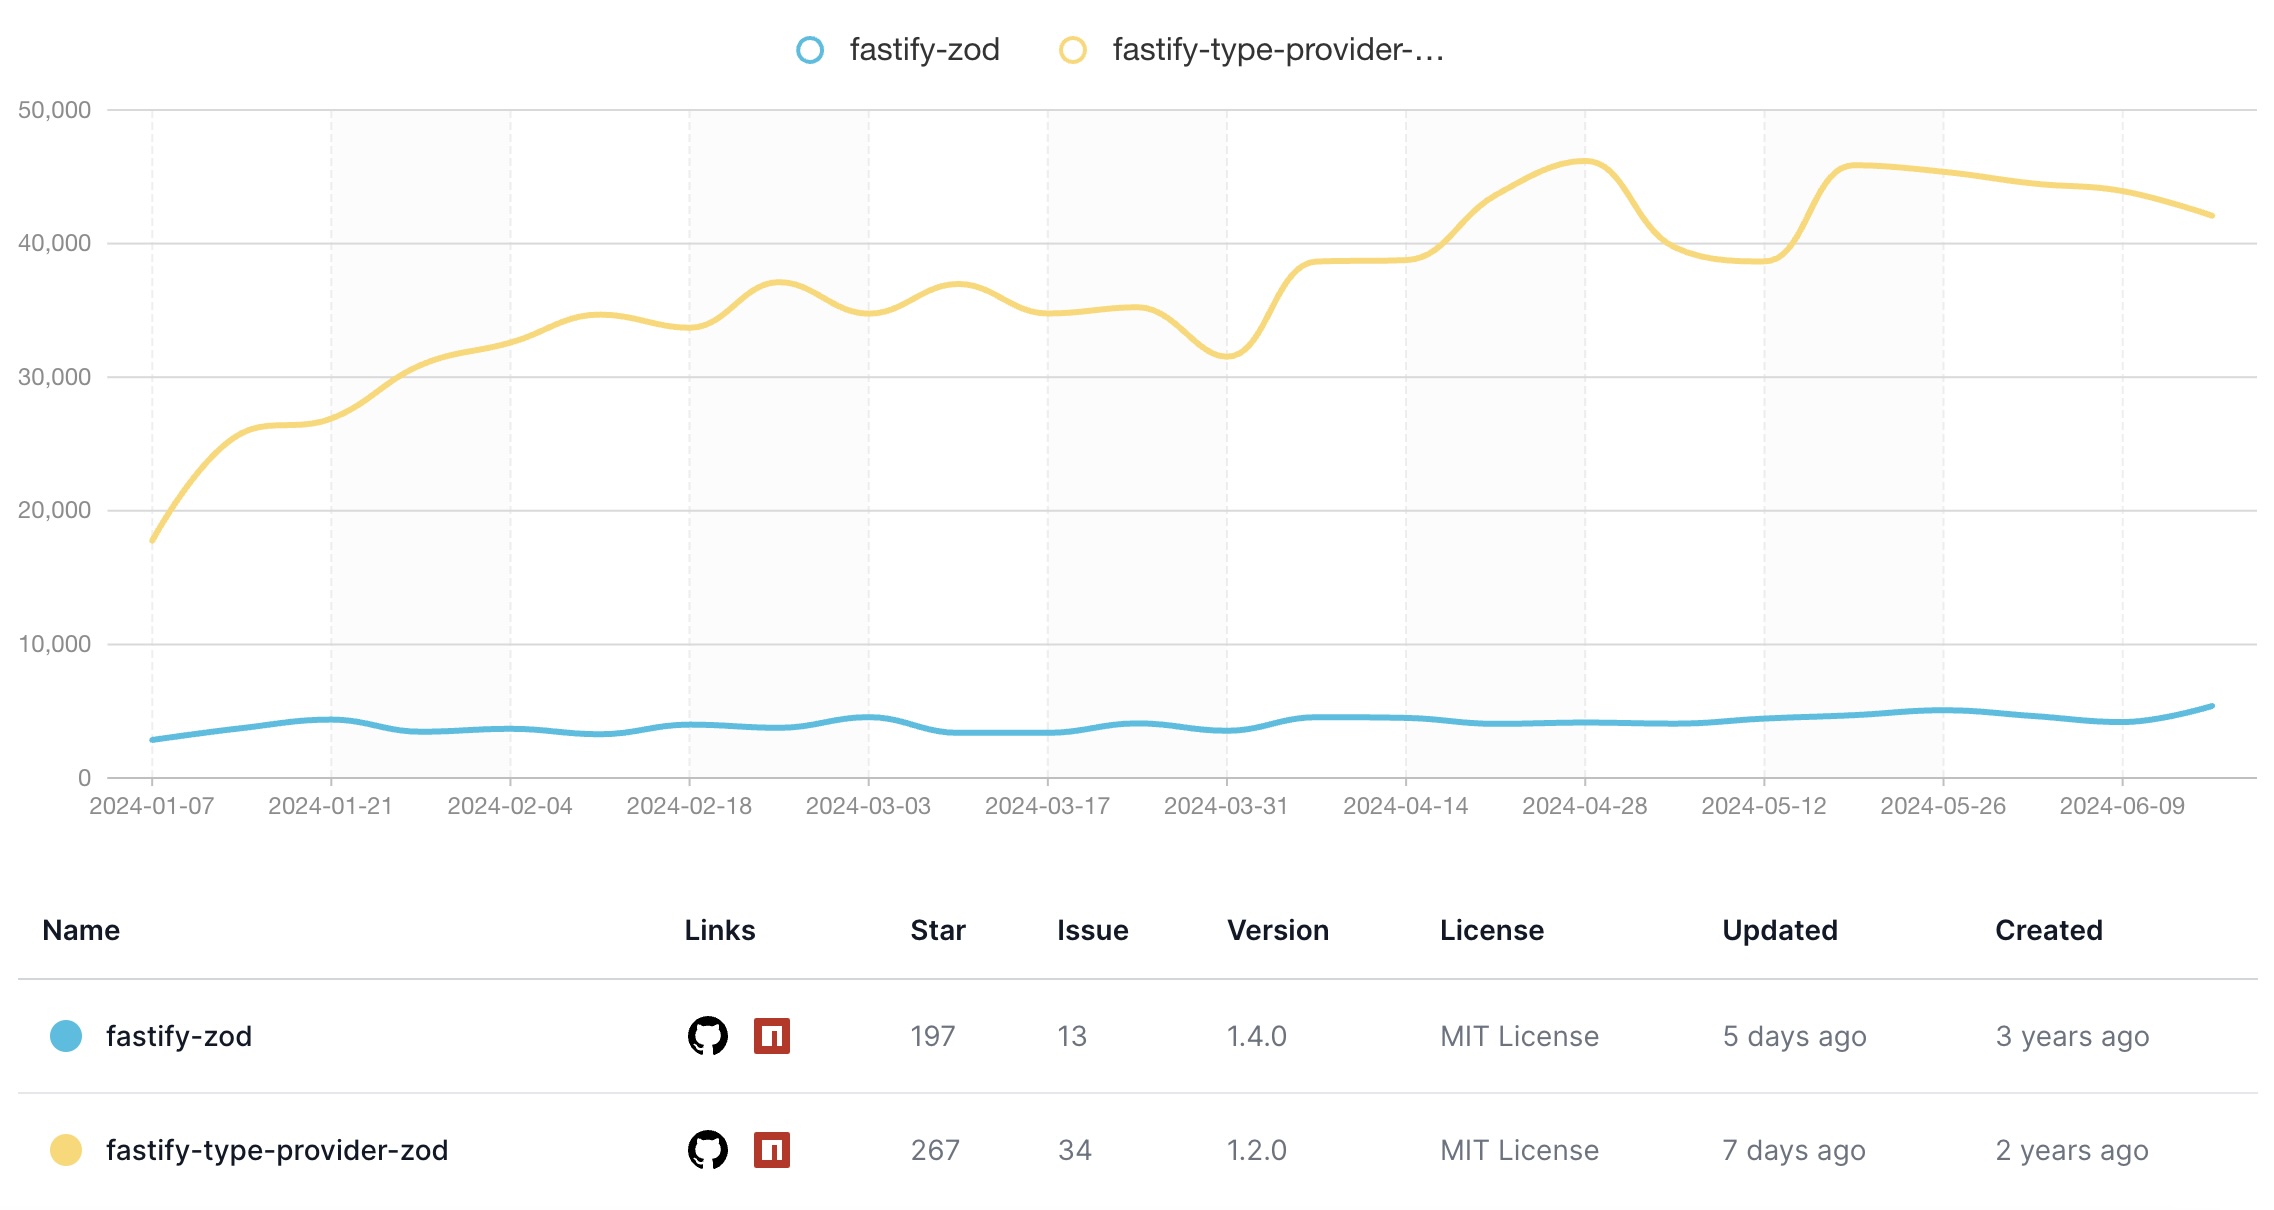 fastify-zod fastify-type-provider-...
50,000
40,000
30,000
20,000
10,000
0
2024-01-07 2024-01-21 2024-02-04 2024-02-18 2024-03-03 2024-03-17 2024-03-31 2024-04-14 2024-04-28 2024-05-12 2024-05-26 2024-06-09
Name Links Star Issue Version License Updated Created
fastify-zod 197 13 1.4.0 MIT License 5 days ago 3 years ago
fastify-type-provider-zod 267 34 1.2.0 MIT License 7 days ago 2 years ago